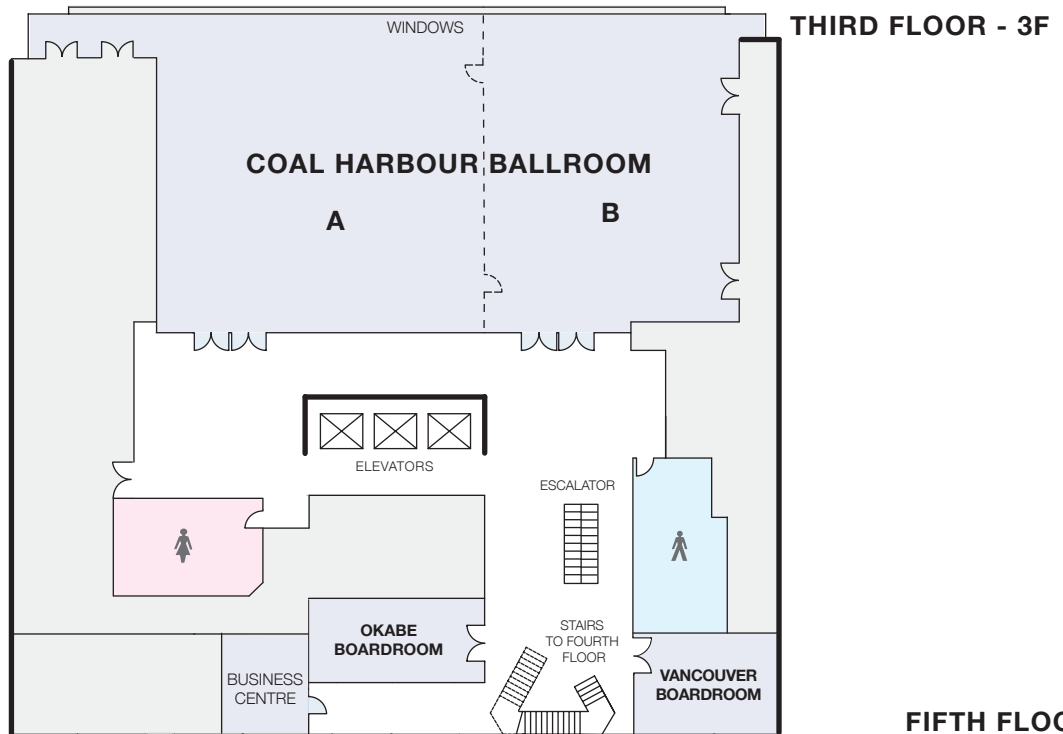 THIRD FLOOR - 3F
WINDOWS
COAL HARBOUR BALLROOM
A
B
ELEVATORS
ESCALATOR
STAIRS
TO FOURTH
FLOOR
OKABE
BOARDROOM
BUSINESS
CENTRE
VANCOUVER
BOARDROOM
FIFTH